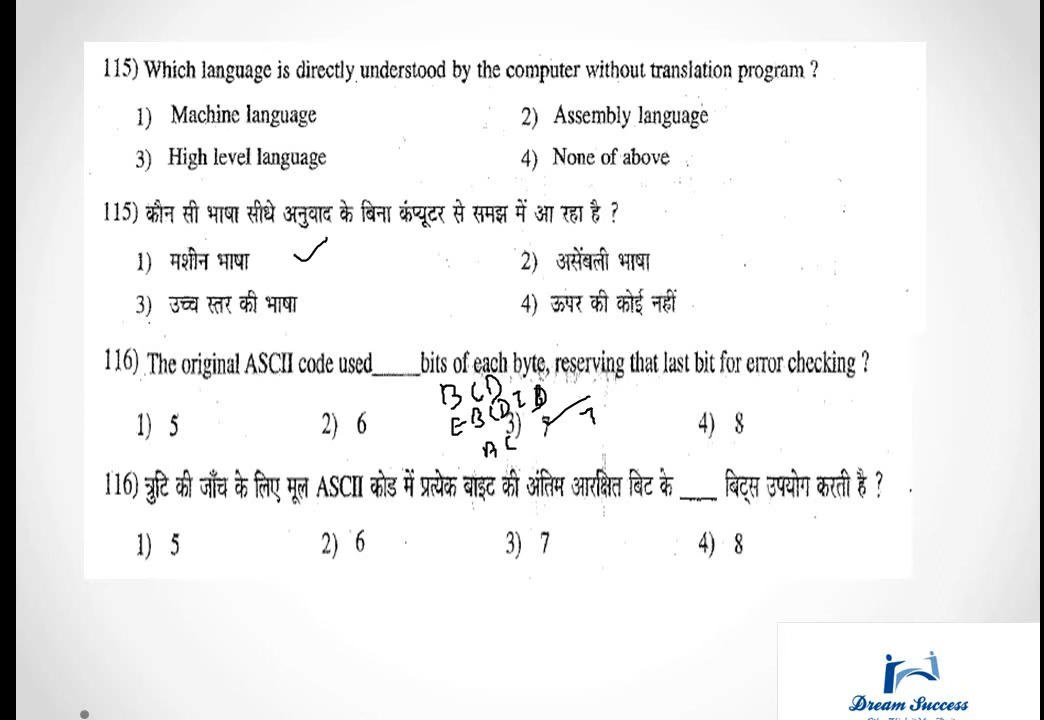 115) Which language is directly understood by the computer without translation program ?
1) Machine language 2) Assembly language
3) High level language 4) None of above
115) कौन सी भाषा सीधे अनुवाद के बिना कंप्यूटर से समझ में आ रहा है ?
1) मशीन भाषा 2) असेंबली भाषा
3) उच्च स्तर की भाषा 4) ऊपर की कोई नहीं
116) The original ASCII code used_____bits of each byte, reserving that last bit for error checking ?
BCD
EBCDI
1) 5 2) 6 3) 7 4) 8
116) त्रुटि की जाँच के लिए मूल ASCII कोड में प्रत्येक बाइट की अंतिम आरक्षित बिट के ____ बिट्स उपयोग करती है ?
1) 5 2) 6 3) 7 4) 8
Dream Success